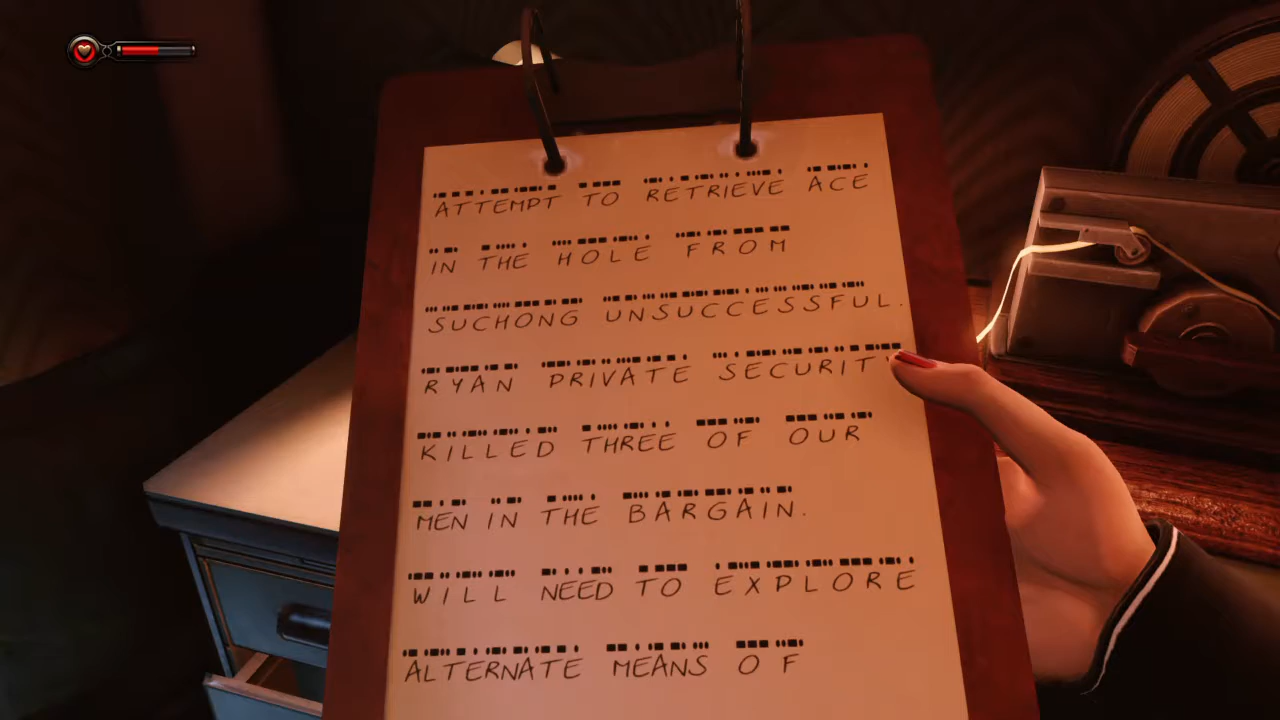 ATTEMPT TO RETRIEVE ACE
IN THE HOLE FROM
SUCHONG UNSUCCESSFUL.
RYAN PRIVATE SECURITY
KILLED THREE OF OUR
MEN IN THE BARGAIN.
WILL NEED TO EXPLORE
ALTERNATE MEANS OF